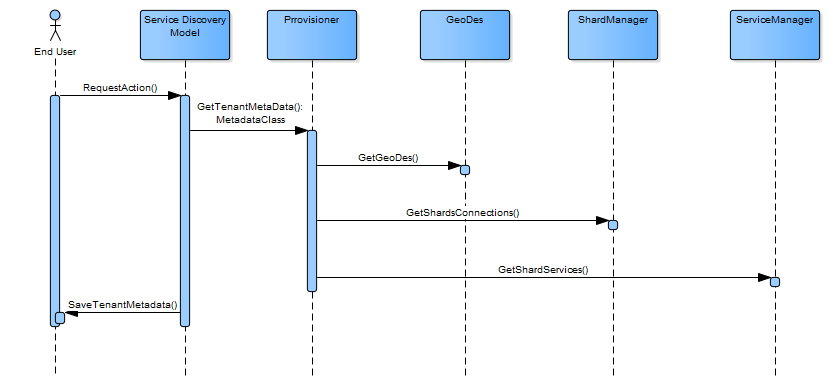 Service Discovery
Model
Prrovisioner
GeoDes
ShardManager
ServiceManager
End User
RequestAction()
GetTenantMetaData():
MetadataClass
GetGeoDes()
GetShardsConnections()
GetShardServices()
SaveTenantMetadata()